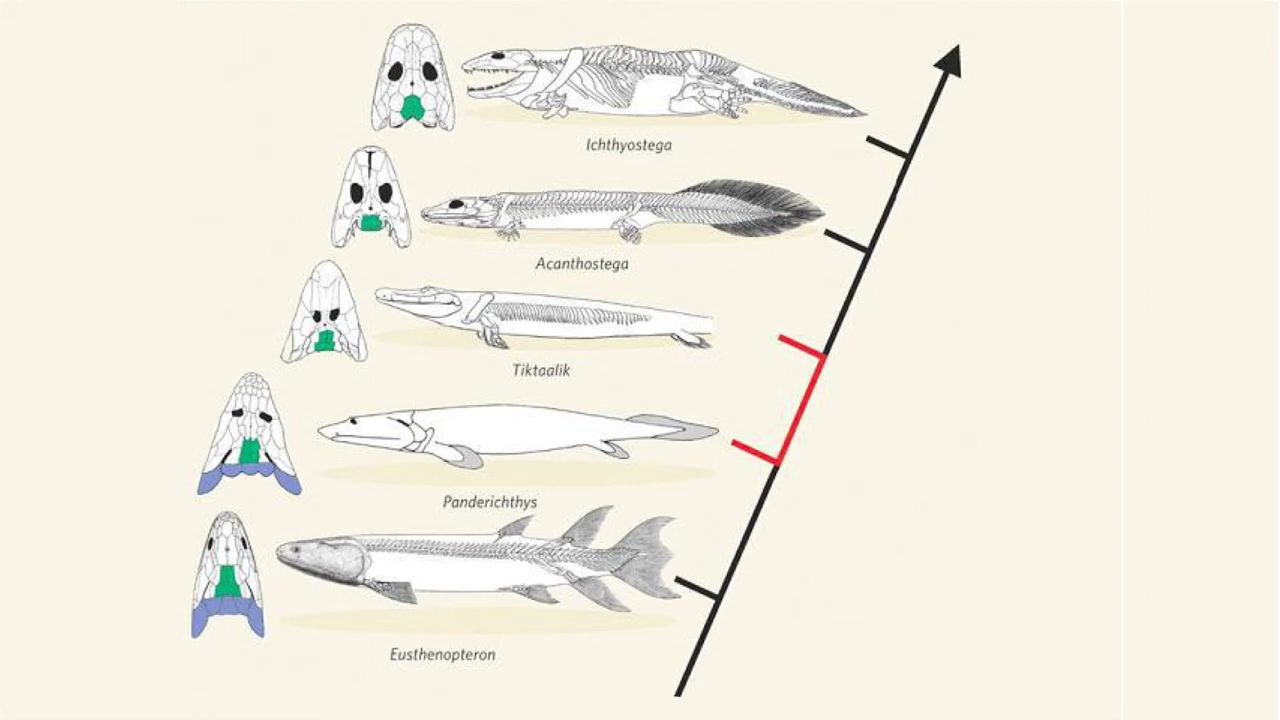 Ichthyostega
Acanthostega
Tiktaalik
Panderichthys
Eusthenopteron